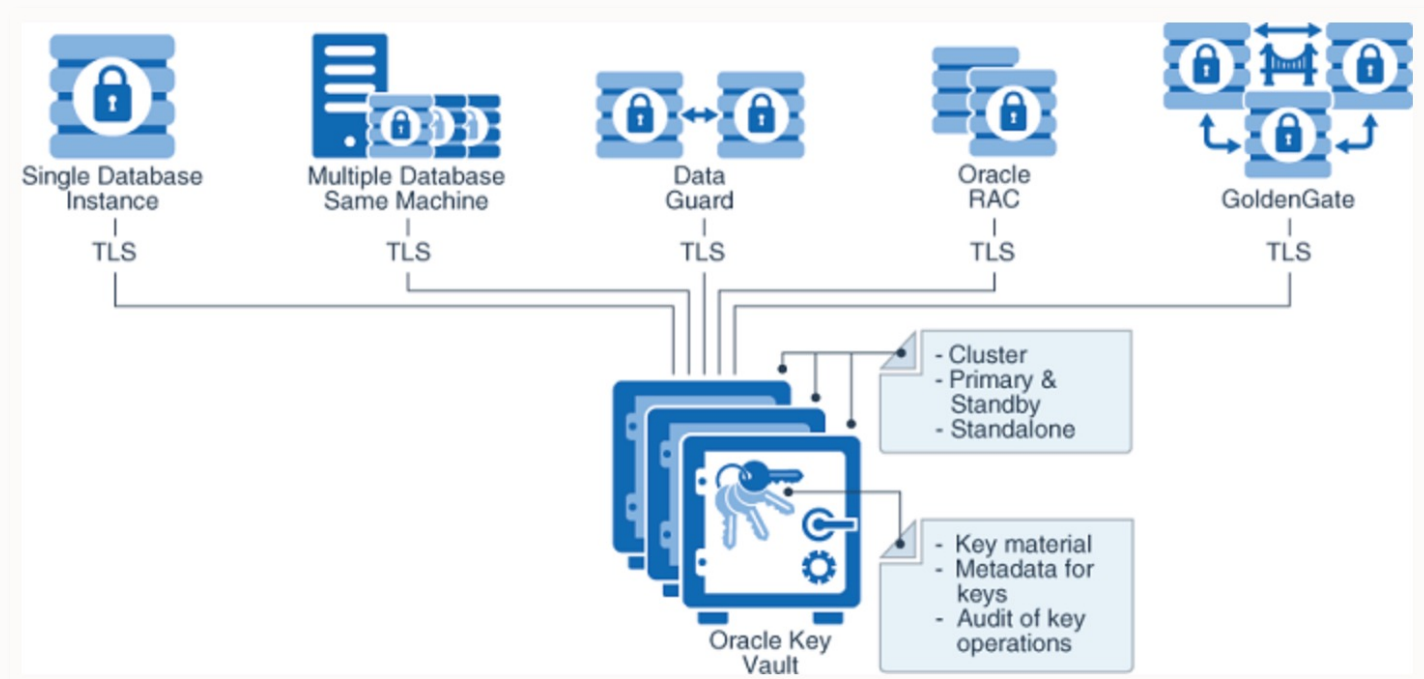 Single Database
Instance
Multiple Database
Same Machine
Data
Guard
Oracle
RAC
GoldenGate
TLS
TLS
TLS
TLS
TLS
- Cluster
- Primary &
Standby
- Standalone
- Key material
- Metadata for
keys
- Audit of key
operations
Oracle Key
Vault